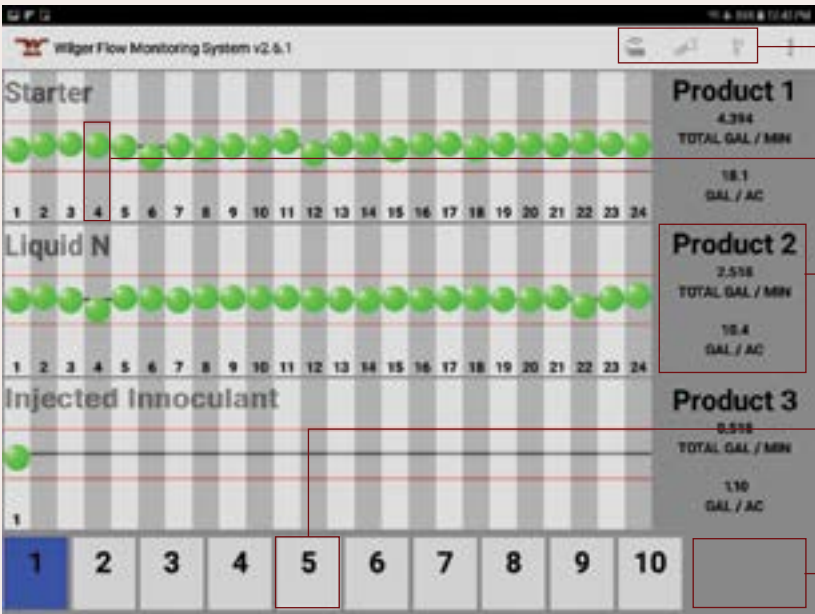 Wilger Flow Monitoring System v2.6.1
Starter
1 2 3 4 5 6 7 8 9 10 11 12 13 14 15 16 17 18 19 20 21 22 23 24
Product 1
4.394
TOTAL GAL / MIN
18.1
GAL / AC
Liquid N
1 2 3 4 5 6 7 8 9 10 11 12 13 14 15 16 17 18 19 20 21 22 23 24
Product 2
2.518
TOTAL GAL / MIN
10.4
GAL / AC
Injected Innoculant
1
Product 3
0.518
TOTAL GAL / MIN
1.10
GAL / AC
1 2 3 4 5 6 7 8 9 10